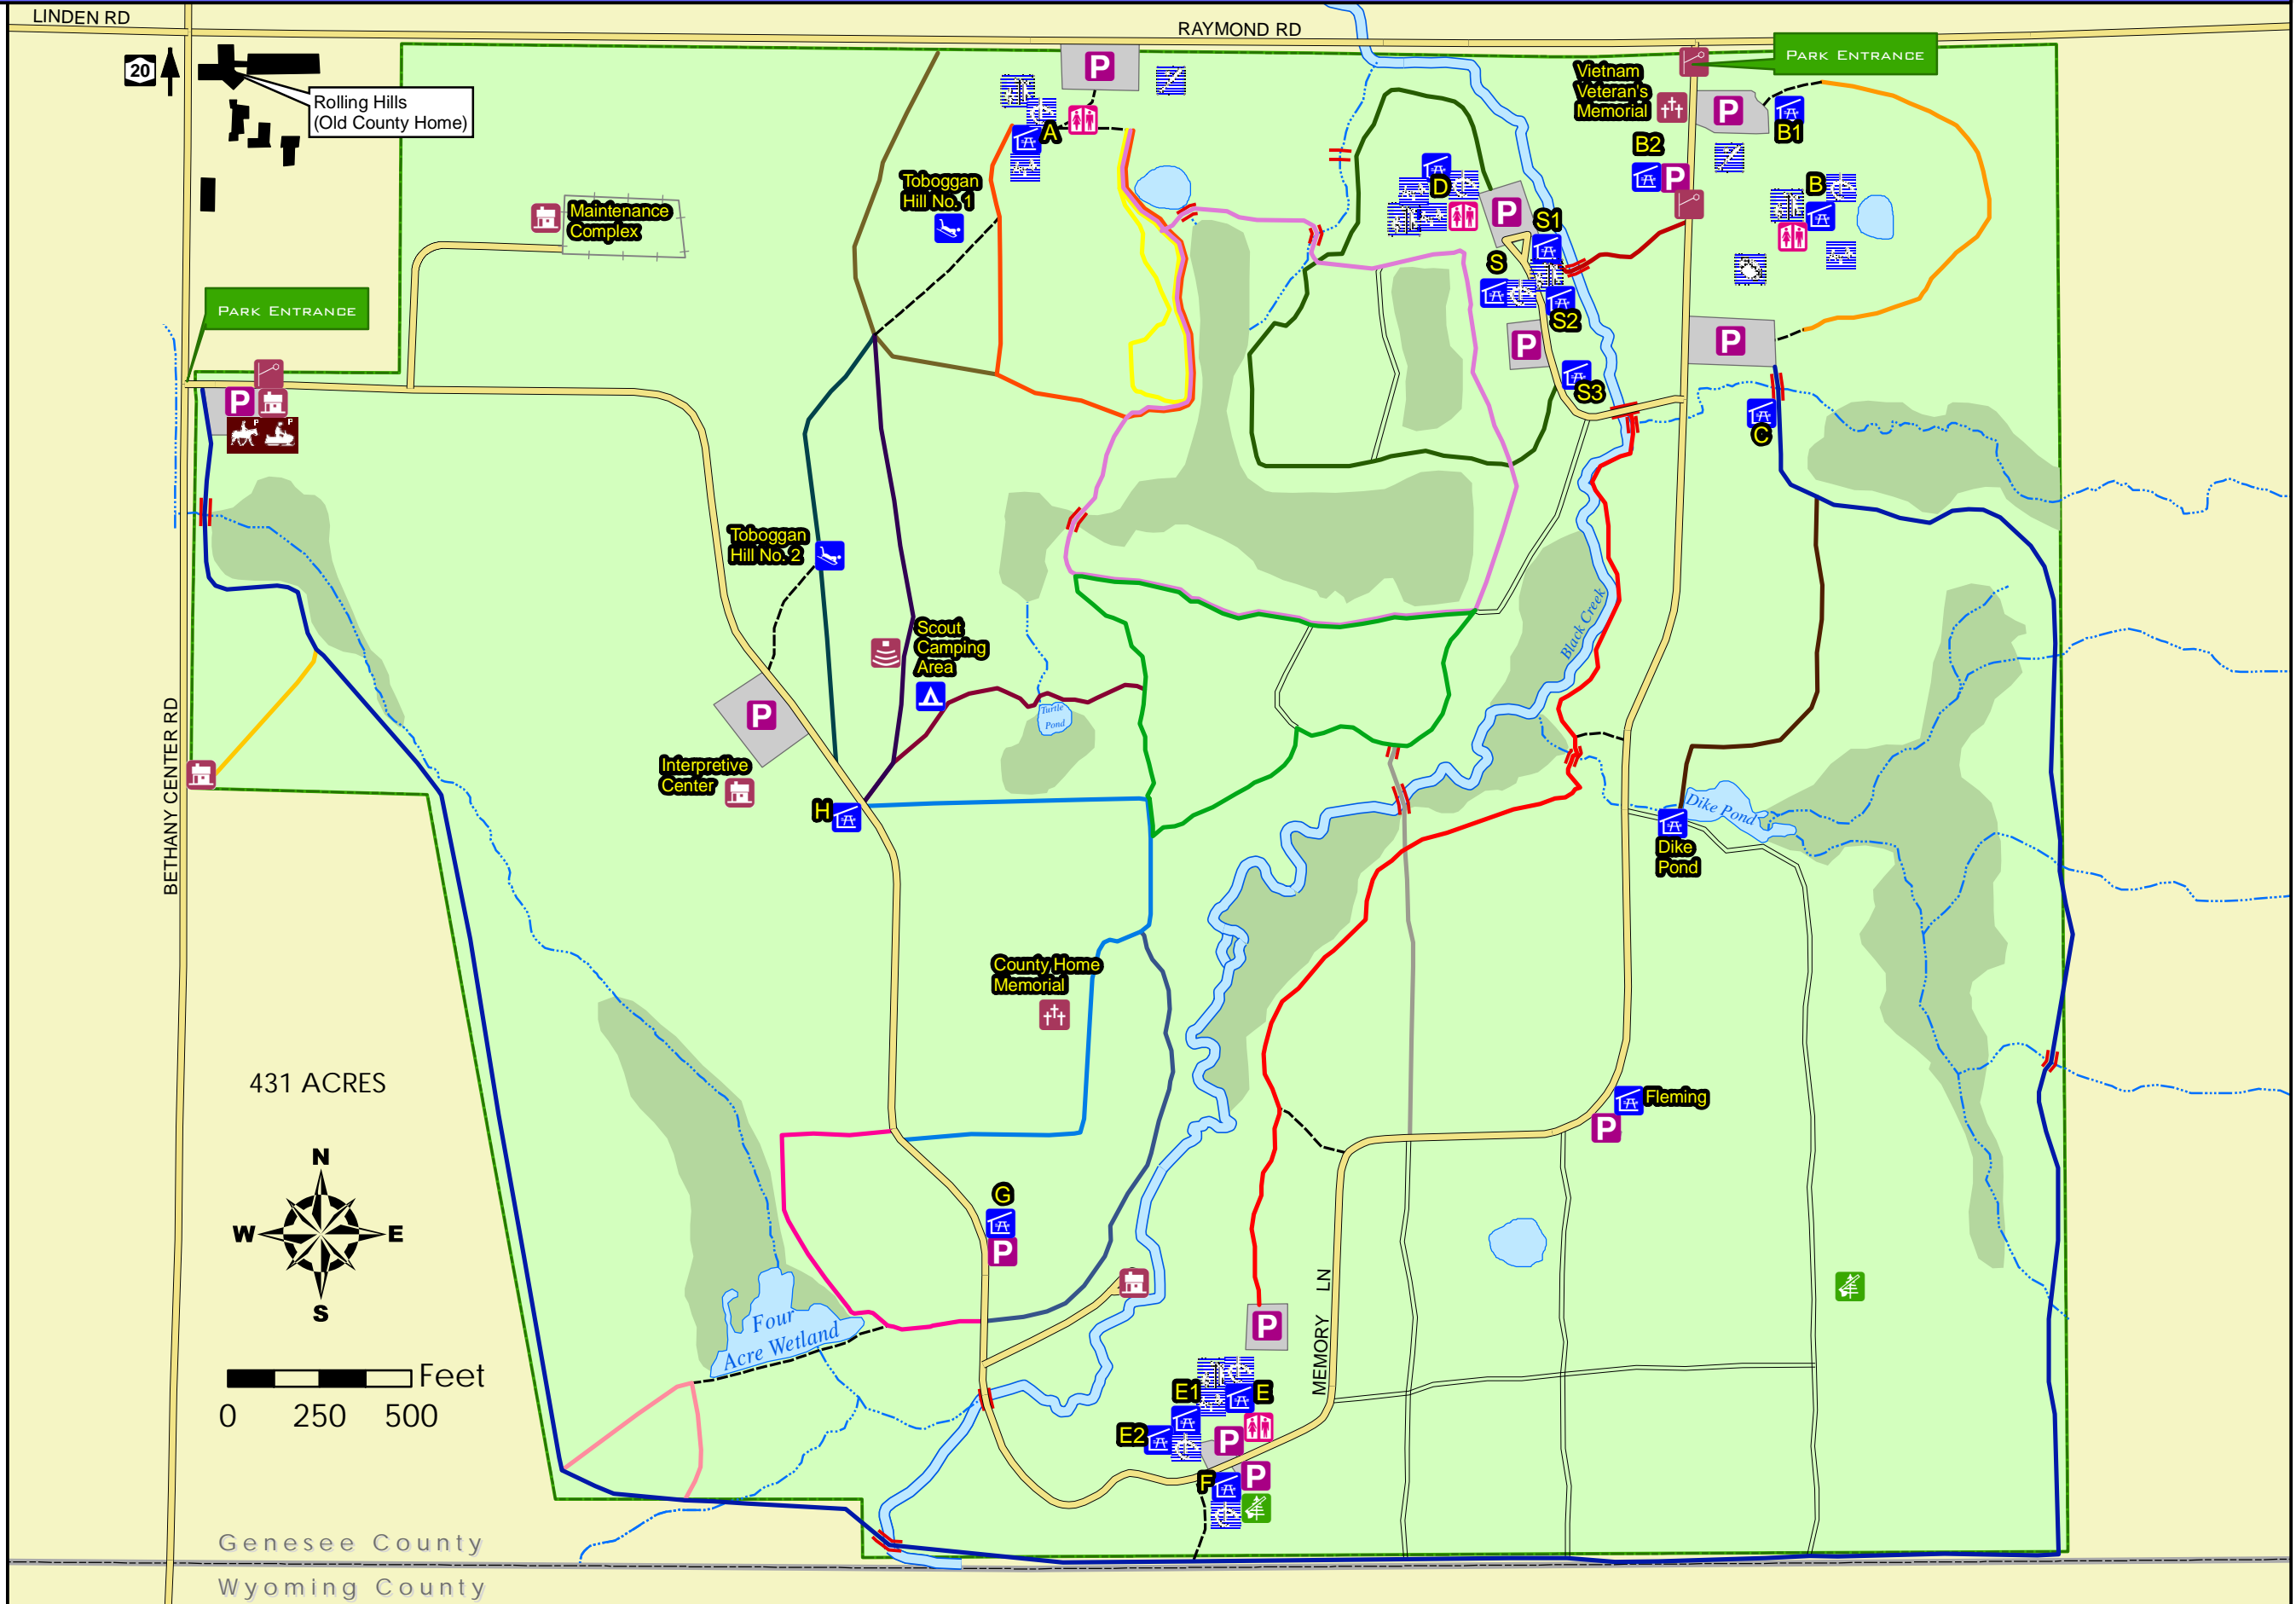 LINDEN RD
RAYMOND RD
20
Rolling Hills
(Old County Home)
PARK ENTRANCE
P
Vietnam
Veteran's
Memorial
P
B1
B2
P
A
Toboggan
Hill No. 1
Maintenance
Complex
D
P
S1
S
S2
B
PARK ENTRANCE
P
P
S3
P
P P
C
Toboggan
Hill No. 2
Black Creek
Scout
Camping
Area
Turtle
Pond
P
Interpretive
Center
H
Dike Pond
Dike
Pond
BETHANY CENTER RD
County Home
Memorial
431 ACRES
Fleming
P
N
W E
S
G
P
Four
Acre Wetland
MEMORY LN
P
Feet
0 250 500
E1
E
E2
P
F
P
Genesee County
Wyoming County